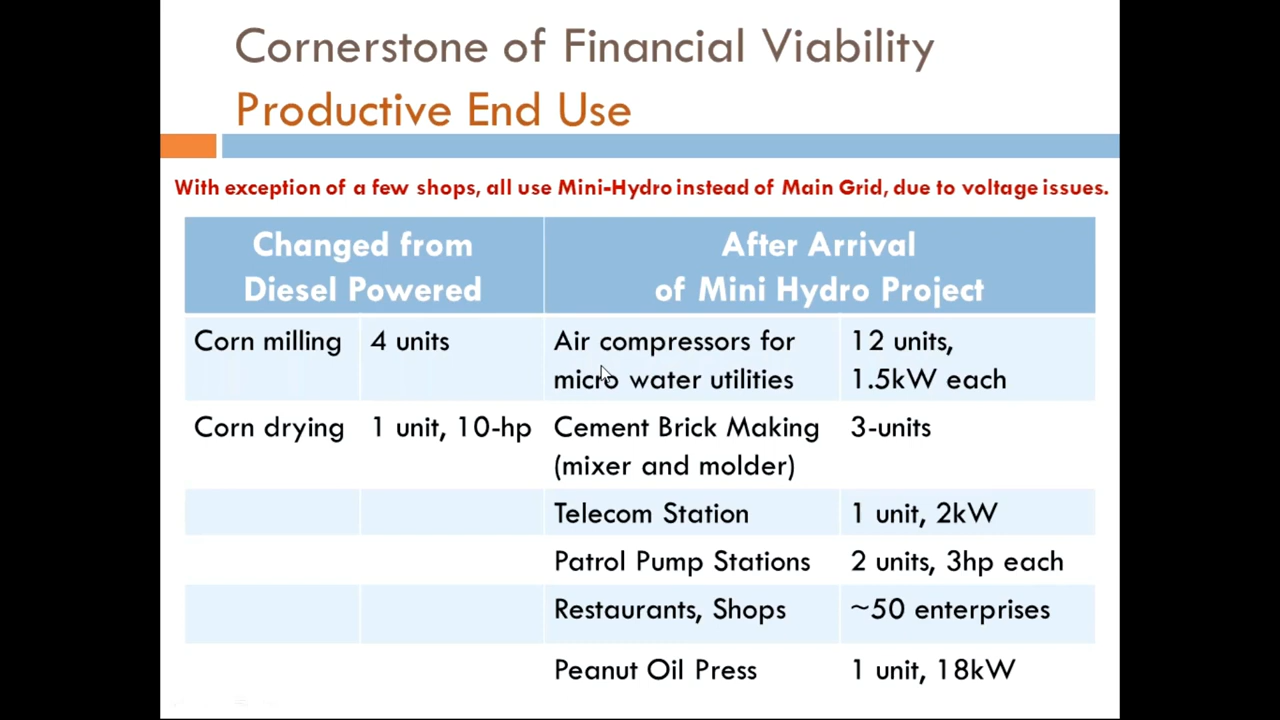 Cornerstone of Financial Viability
Productive End Use
With exception of a few shops, all use Mini-Hydro instead of Main Grid, due to voltage issues.
Changed from
Diesel Powered
After Arrival
of Mini Hydro Project
Corn milling
4 units
Air compressors for
micro water utilities
12 units,
1.5kW each
Corn drying
1 unit, 10-hp
Cement Brick Making
(mixer and molder)
3-units
Telecom Station
1 unit, 2kW
Patrol Pump Stations
2 units, 3hp each
Restaurants, Shops
~50 enterprises
Peanut Oil Press
1 unit, 18kW